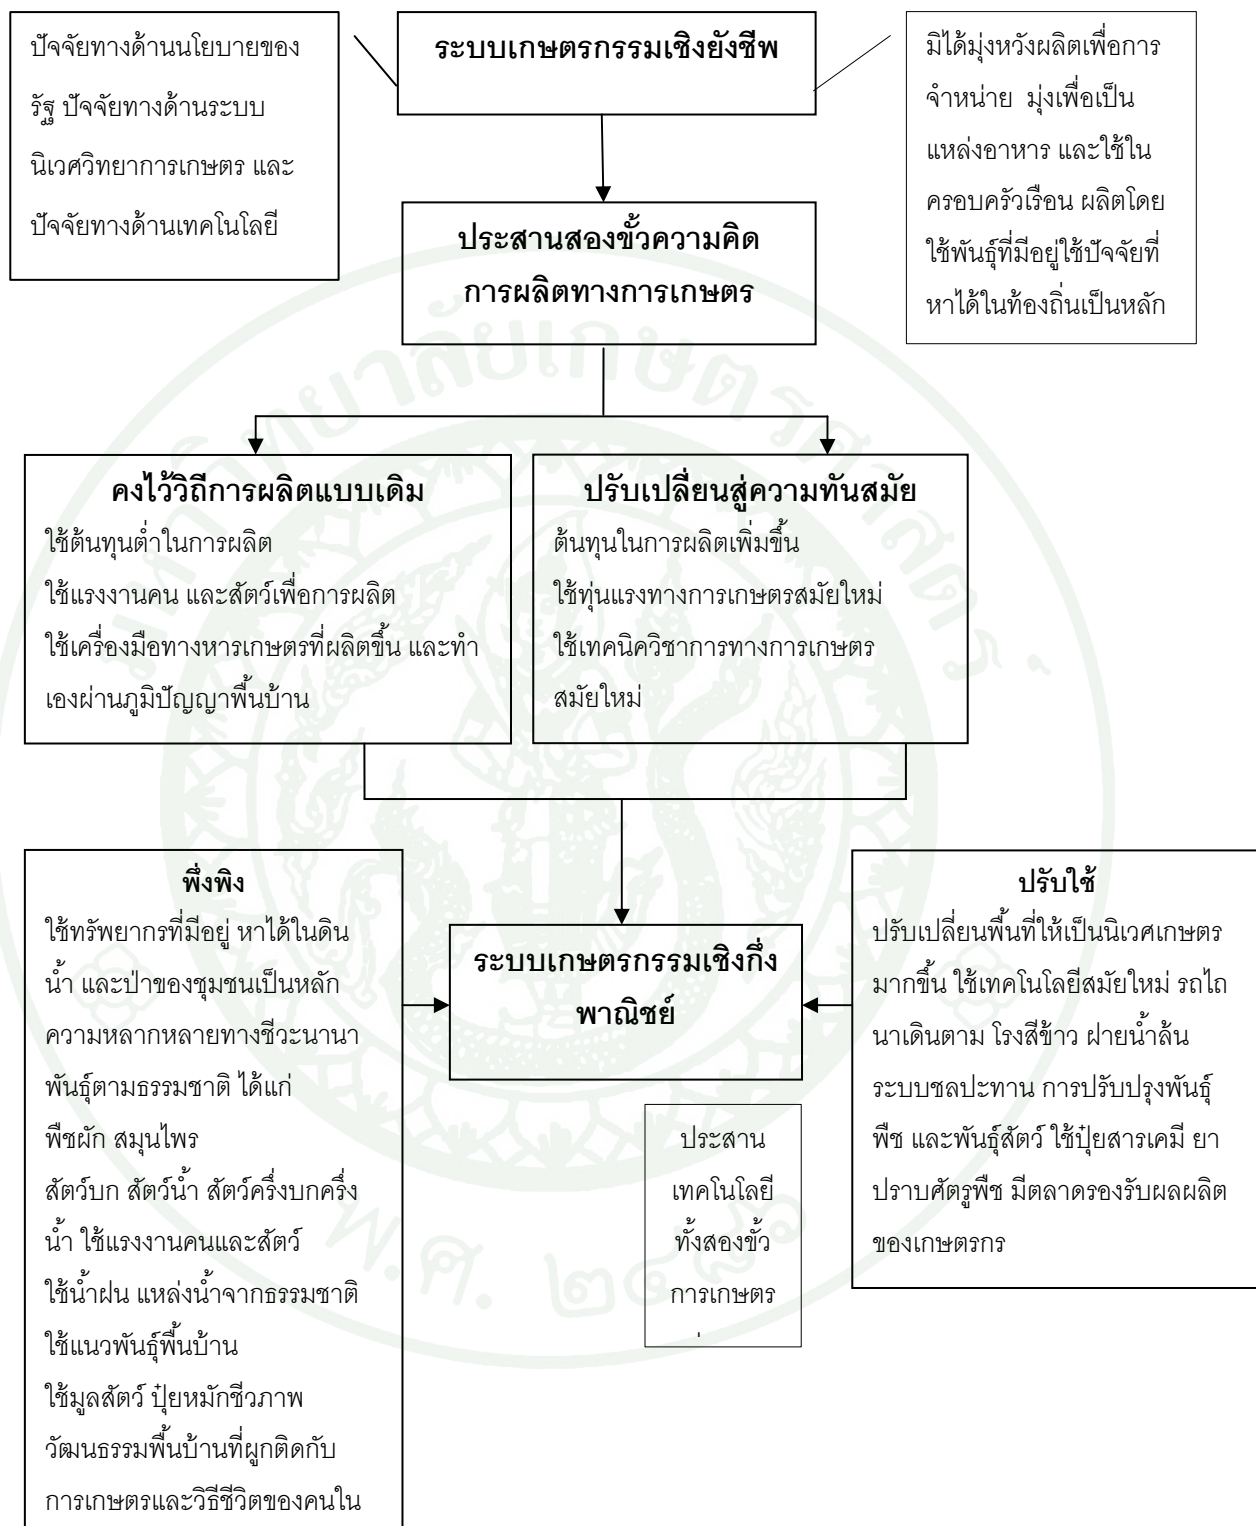 ปัจจัยทางด้านนโยบายของ
รัฐ ปัจจัยทางด้านระบบ
นิเวศวิทยาการเกษตร และ
ปัจจัยทางด้านเทคโนโลยี
ระบบเกษตรกรรมเชิงยังชีพ
มิได้มุ่งหวังผลิตเพื่อการ
จำหน่าย มุ่งเพื่อเป็น
แหล่งอาหาร และใช้ใน
ครอบครัวเรือน ผลิตโดย
ใช้พันธุ์ที่มีอยู่ใช้ปัจจัยที่
หาได้ในท้องถิ่นเป็นหลัก
ประสานสองขั้วความคิด
การผลิตทางการเกษตร
คงไว้วิถีการผลิตแบบเดิม
ใช้ต้นทุนต่ำในการผลิต
ใช้แรงงานคน และสัตว์เพื่อการผลิต
ใช้เครื่องมือทางหารเกษตรที่ผลิตขึ้น และทำ
เองผ่านภูมิปัญญาพื้นบ้าน
ปรับเปลี่ยนสู่ความทันสมัย
ต้นทุนในการผลิตเพิ่มขึ้น
ใช้ทุ่นแรงทางการเกษตรสมัยใหม่
ใช้เทคนิควิชาการทางการเกษตร
สมัยใหม่
พึ่งพิง
ใช้ทรัพยากรที่มีอยู่ หาได้ในดิน
น้ำ และป่าของชุมชนเป็นหลัก
ความหลากหลายทางชีวะนานา
พันธุ์ตามธรรมชาติ ได้แก่
พืชผัก สมุนไพร
สัตว์บก สัตว์น้ำ สัตว์ครึ่งบกครึ่ง
น้ำ ใช้แรงงานคนและสัตว์
ใช้น้ำฝน แหล่งน้ำจากธรรมชาติ
ใช้แนวพันธุ์พื้นบ้าน
ใช้มูลสัตว์ ปุ๋ยหมักชีวภาพ
วัฒนธรรมพื้นบ้านที่ผูกติดกับ
การเกษตรและวิธีชีวิตของคนใน
ระบบเกษตรกรรมเชิงกึ่ง
พาณิชย์
ประสาน
เทคโนโลยี
ทั้งสองขั้ว
การเกษตร
ปรับใช้
ปรับเปลี่ยนพื้นที่ให้เป็นนิเวศเกษตร
มากขึ้น ใช้เทคโนโลยีสมัยใหม่ รถไถ
นาเดินตาม โรงสีข้าว ฝายน้ำล้น
ระบบชลปะทาน การปรับปรุงพันธุ์
พืช และพันธุ์สัตว์ ใช้ปุ๋ยสารเคมี ยา
ปราบศัตรูพืช มีตลาดรองรับผลผลิต
ของเกษตรกร
มหาวิทยาลัยเกษตรศาสตร์
พ.ศ. ๒๔๘๖